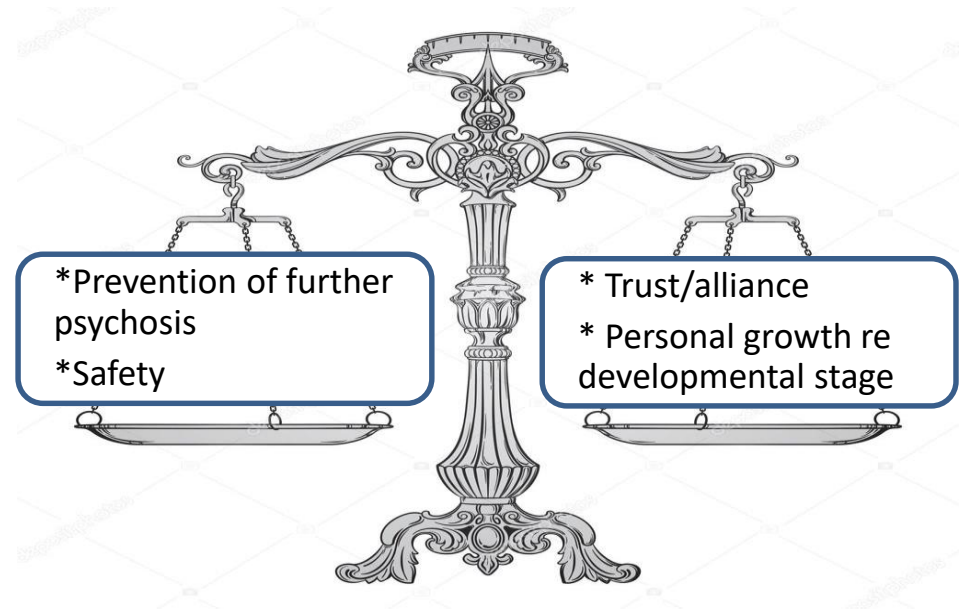 *Prevention of further
psychosis
*Safety
* Trust/alliance
* Personal growth re
developmental stage